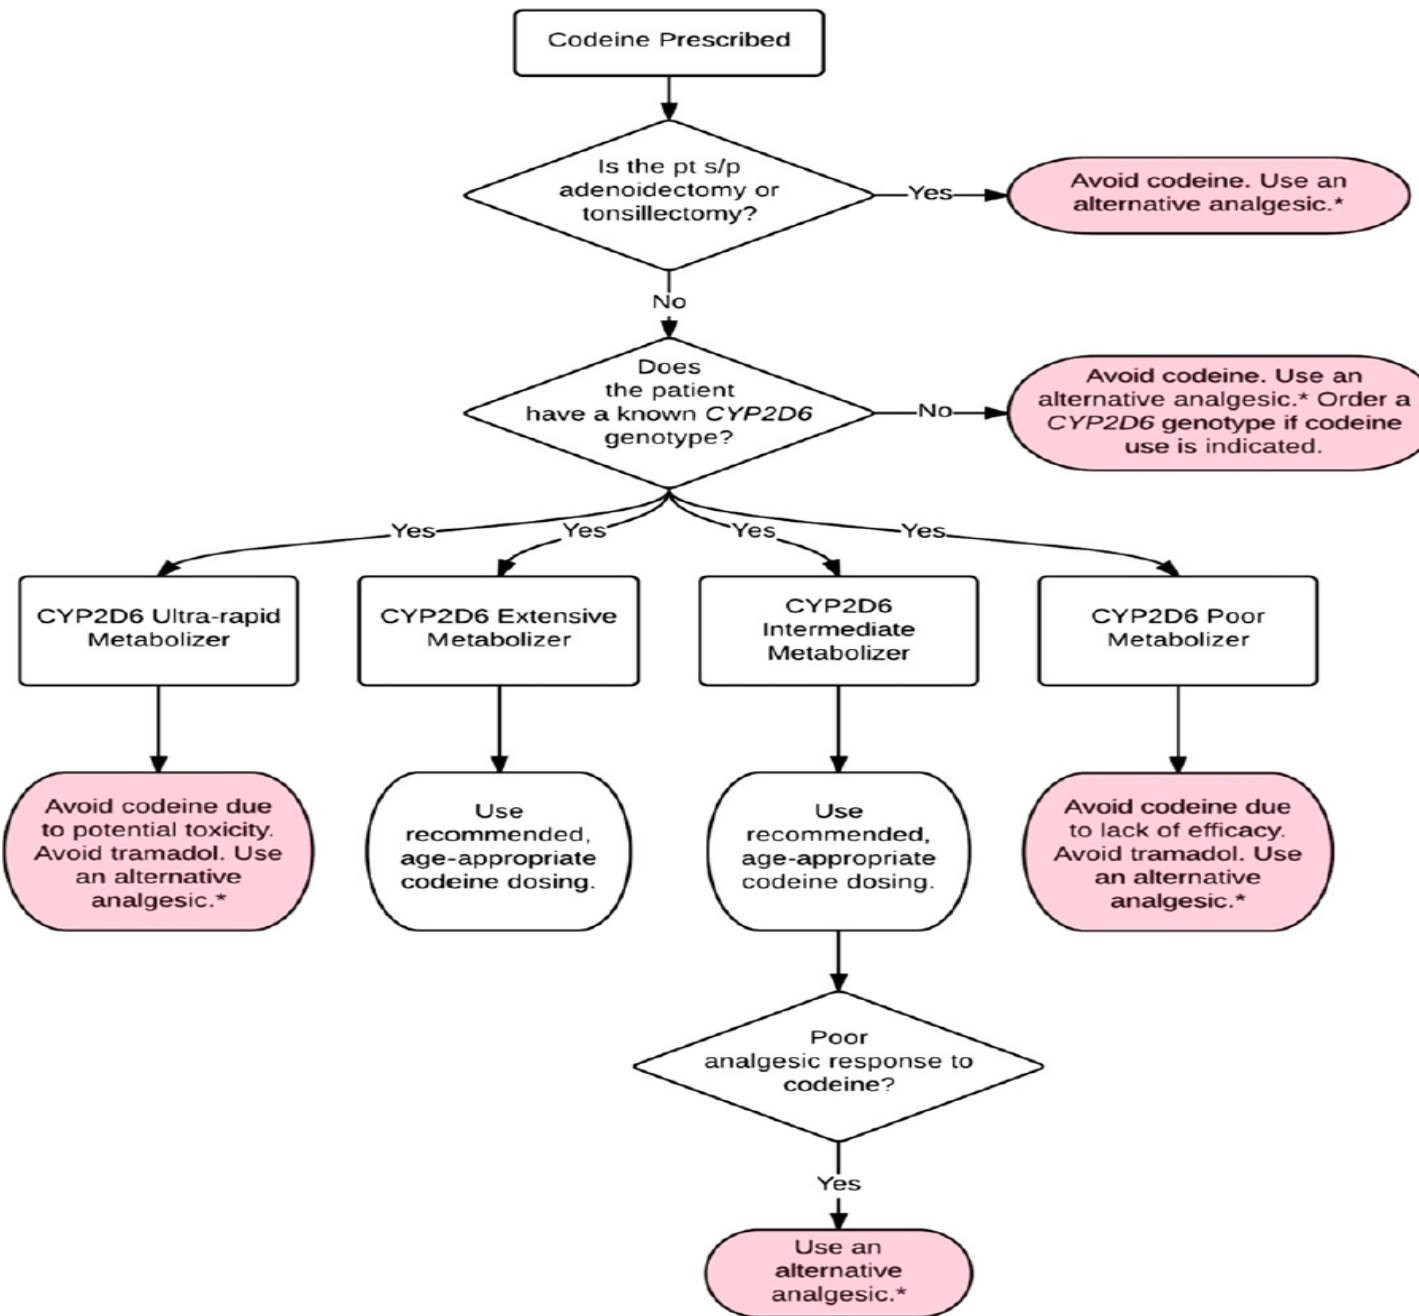 Codeine Prescribed
Is the pt s/p
adenoidectomy or
tonsillectomy?
Yes
Avoid codeine. Use an
alternative analgesic.*
No
Does
the patient
have a known CYP2D6
genotype?
No
Avoid codeine. Use an
alternative analgesic.* Order a
CYP2D6 genotype if codeine
use is indicated.
Yes
Yes
Yes
Yes
CYP2D6 Ultra-rapid
Metabolizer
CYP2D6 Extensive
Metabolizer
CYP2D6
Intermediate
Metabolizer
CYP2D6 Poor
Metabolizer
Avoid codeine due
to potential toxicity.
Avoid tramadol. Use
an alternative
analgesic.*
Use
recommended,
age-appropriate
codeine dosing.
Use
recommended,
age-appropriate
codeine dosing.
Avoid codeine due
to lack of efficacy.
Avoid tramadol. Use
an alternative
analgesic.*
Poor
analgesic response to
codeine?
Yes
Use an
alternative
analgesic.*